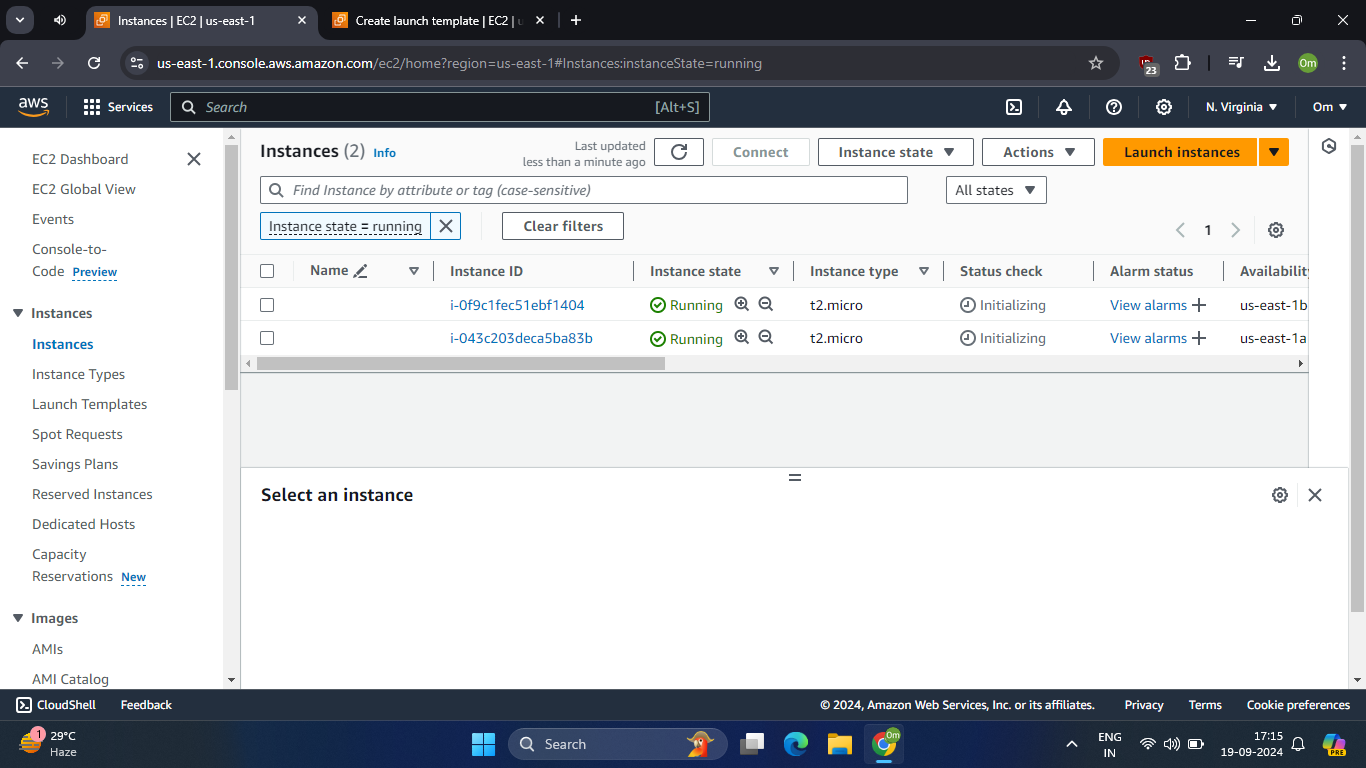 Instances | EC2 | us-east-1
Create launch template | EC2 | u
us-east-1.console.aws.amazon.com/ec2/home?region=us-east-1#Instances:instanceState=running
23
Om
aws
Services
Search
[Alt+S]
N. Virginia
Om
EC2 Dashboard
EC2 Global View
Events
Console-to-
Code Preview
Instances
Instances
Instance Types
Launch Templates
Spot Requests
Savings Plans
Reserved Instances
Dedicated Hosts
Capacity
Reservations New
Images
AMIs
AMI Catalog
Instances (2) Info
Last updated
less than a minute ago
Connect
Instance state
Actions
Launch instances
Find Instance by attribute or tag (case-sensitive)
All states
Instance state = running
Clear filters
1
Name Instance ID Instance state Instance type Status check Alarm status Availability
i-0f9c1fec51ebf1404 Running t2.micro Initializing View alarms us-east-1b
i-043c203deca5ba83b Running t2.micro Initializing View alarms us-east-1a
Select an instance
CloudShell Feedback © 2024, Amazon Web Services, Inc. or its affiliates. Privacy Terms Cookie preferences
1
29°C
Haze
Search
Om
ENG
IN
17:15
19-09-2024
PRE